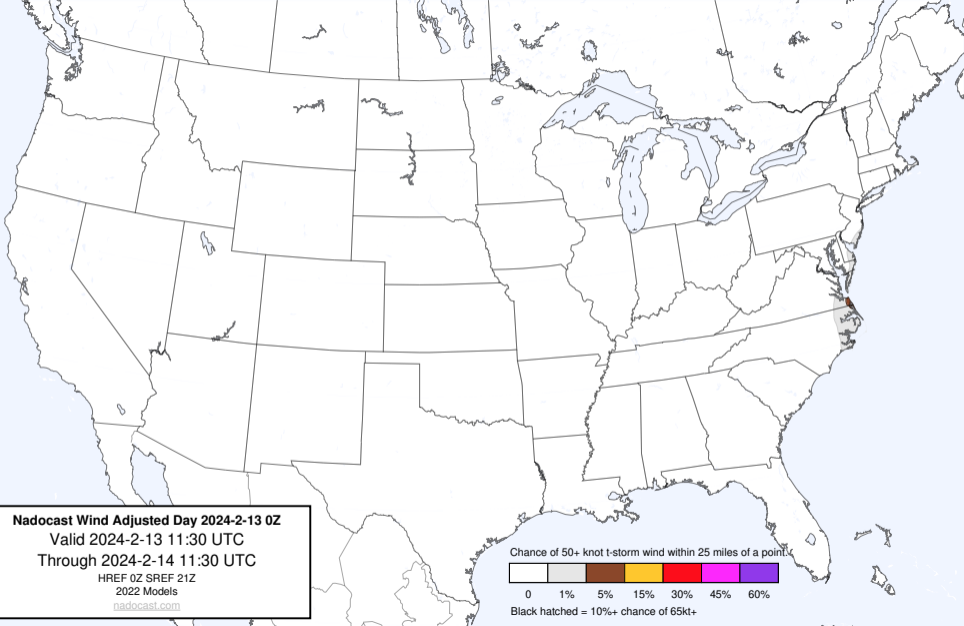 Nadocast Wind Adjusted Day 2024-2-13 0Z
Valid 2024-2-13 11:30 UTC
Through 2024-2-14 11:30 UTC
HREF 0Z SREF 21Z
2022 Models
nadocast.com
Chance of 50+ knot t-storm wind within 25 miles of a point.
0 1% 5% 15% 30% 45% 60%
Black hatched = 10%+ chance of 65kt+